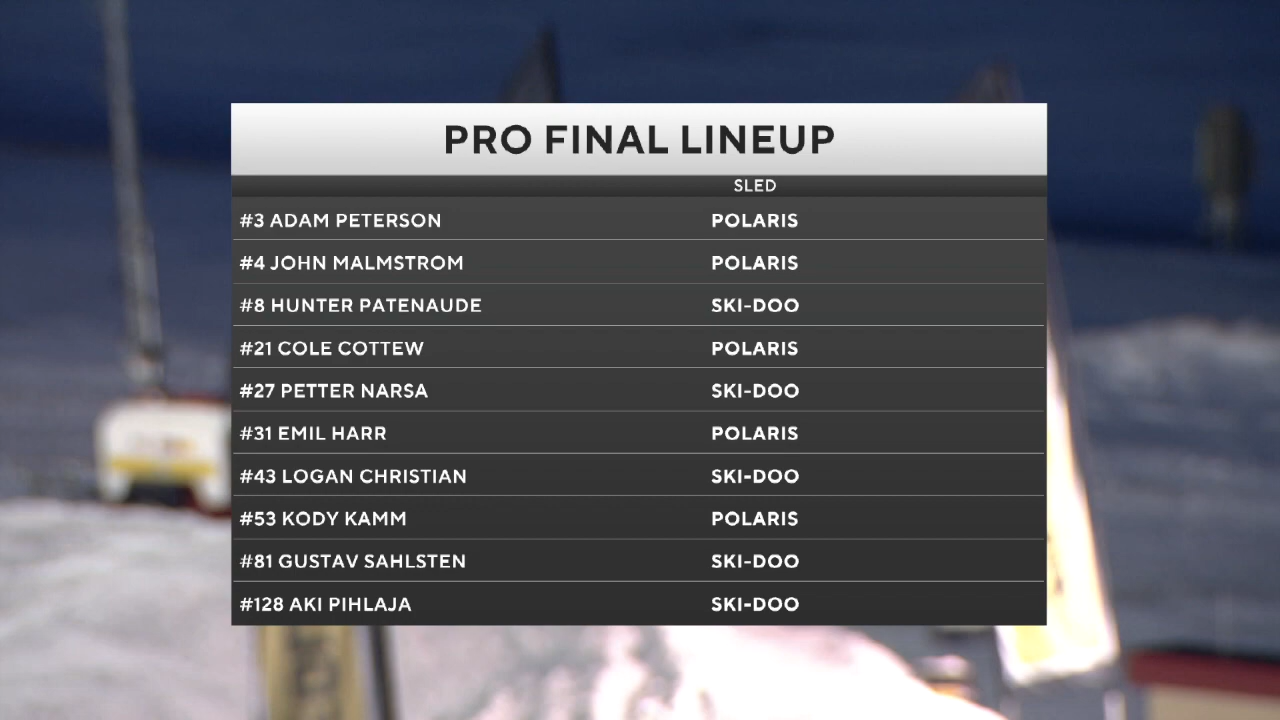 PRO FINAL LINEUP
SLED
#3 ADAM PETERSON POLARIS
#4 JOHN MALMSTROM POLARIS
#8 HUNTER PATENAUDE SKI-DOO
#21 COLE COTTEW POLARIS
#27 PETTER NARSA SKI-DOO
#31 EMIL HARR POLARIS
#43 LOGAN CHRISTIAN SKI-DOO
#53 KODY KAMM POLARIS
#81 GUSTAV SAHLSTEN SKI-DOO
#128 AKI PIHLAJA SKI-DOO